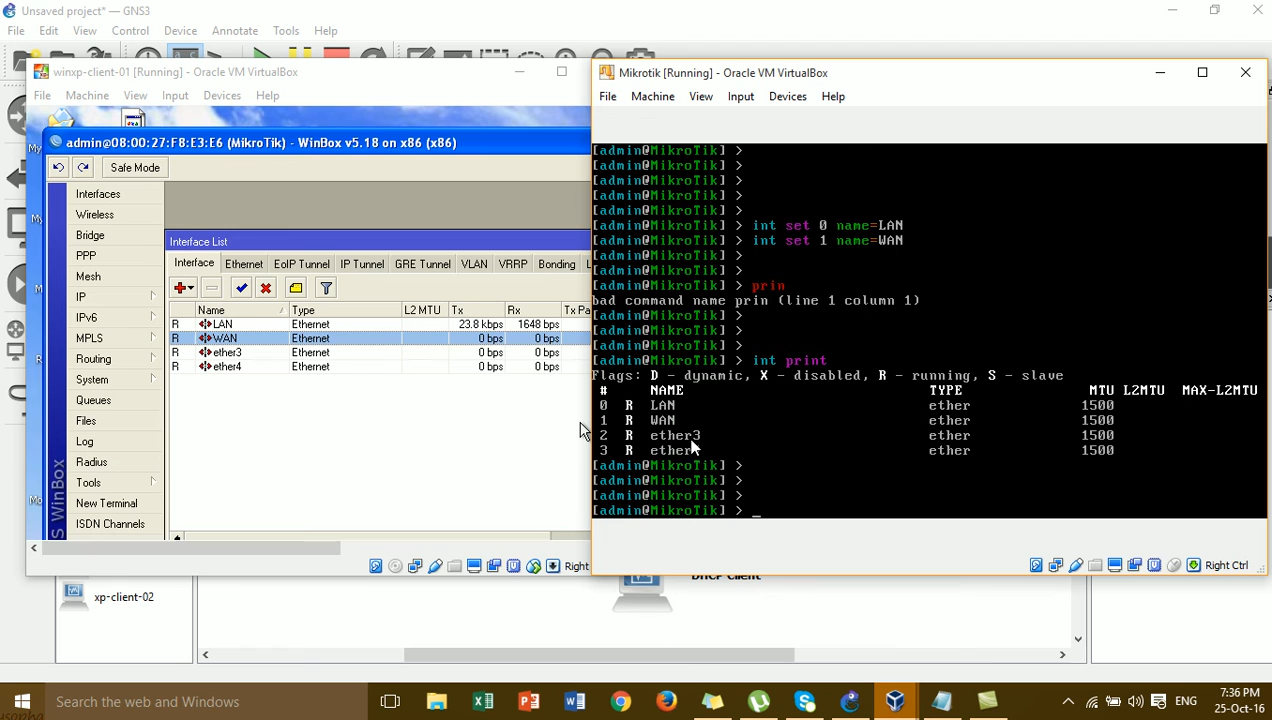 Unsaved project* — GNS3
File Edit View Control Device Annotate Tools Help
winxp-client-01 [Running] - Oracle VM VirtualBox
File Machine View Input Devices Help
My
My
M
R
Mo
admin@08:00:27:F8:E3:E6 (MikroTik) - WinBox v5.18 on x86 (x86)
Safe Mode
Interfaces
Wireless
Bridge
PPP
Mesh
IP
IPv6
MPLS
Routing
System
Queues
Files
Log
Radius
Tools
New Terminal
ISDN Channels
S WinBox
Interface List
Interface Ethernet EoIP Tunnel IP Tunnel GRE Tunnel VLAN VRRP Bonding L
Name Type L2 MTU Tx Rx Tx Pa
R LAN Ethernet 23.8 kbps 1648 bps
R WAN Ethernet 0 bps 0 bps
R ether3 Ethernet 0 bps 0 bps
R ether4 Ethernet 0 bps 0 bps
Right
Mikrotik [Running] - Oracle VM VirtualBox
File Machine View Input Devices Help
[admin@MikroTik] >
[admin@MikroTik] >
[admin@MikroTik] >
[admin@MikroTik] >
[admin@MikroTik] >
[admin@MikroTik] > int set 0 name=LAN
[admin@MikroTik] > int set 1 name=WAN
[admin@MikroTik] >
[admin@MikroTik] >
[admin@MikroTik] > prin
bad command name prin (line 1 column 1)
[admin@MikroTik] >
[admin@MikroTik] >
[admin@MikroTik] >
[admin@MikroTik] > int print
Flags: D - dynamic, X - disabled, R - running, S - slave
# NAME TYPE MTU L2MTU MAX-L2MTU
0 R LAN ether 1500
1 R WAN ether 1500
2 R ether3 ether 1500
3 R ether ether 1500
[admin@MikroTik] >
[admin@MikroTik] >
[admin@MikroTik] >
[admin@MikroTik] > _
Right Ctrl
xp-client-02
DHCP Client
Search the web and Windows
ENG
7:36 PM
25-Oct-16